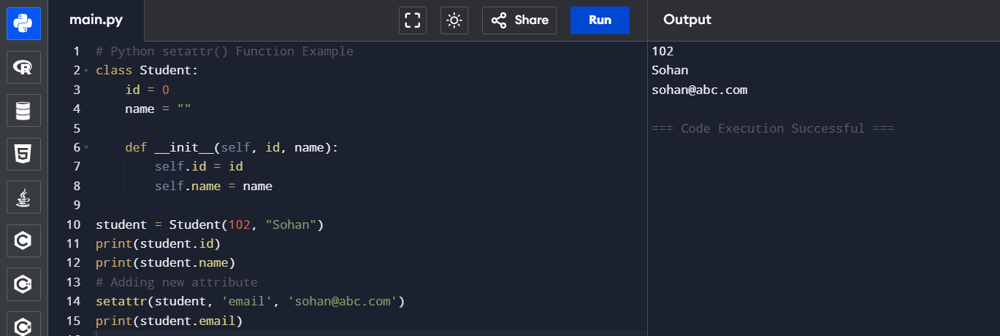 main.py
Share
Run
Output
1 # Python setattr() Function Example
2 class Student:
3     id = 0
4     name = ""
5
6     def __init__(self, id, name):
7         self.id = id
8         self.name = name
9
10 student = Student(102, "Sohan")
11 print(student.id)
12 print(student.name)
13 # Adding new attribute
14 setattr(student, 'email', 'sohan@abc.com')
15 print(student.email)
102
Sohan
sohan@abc.com
=== Code Execution Successful ===
R
5
C
C
C